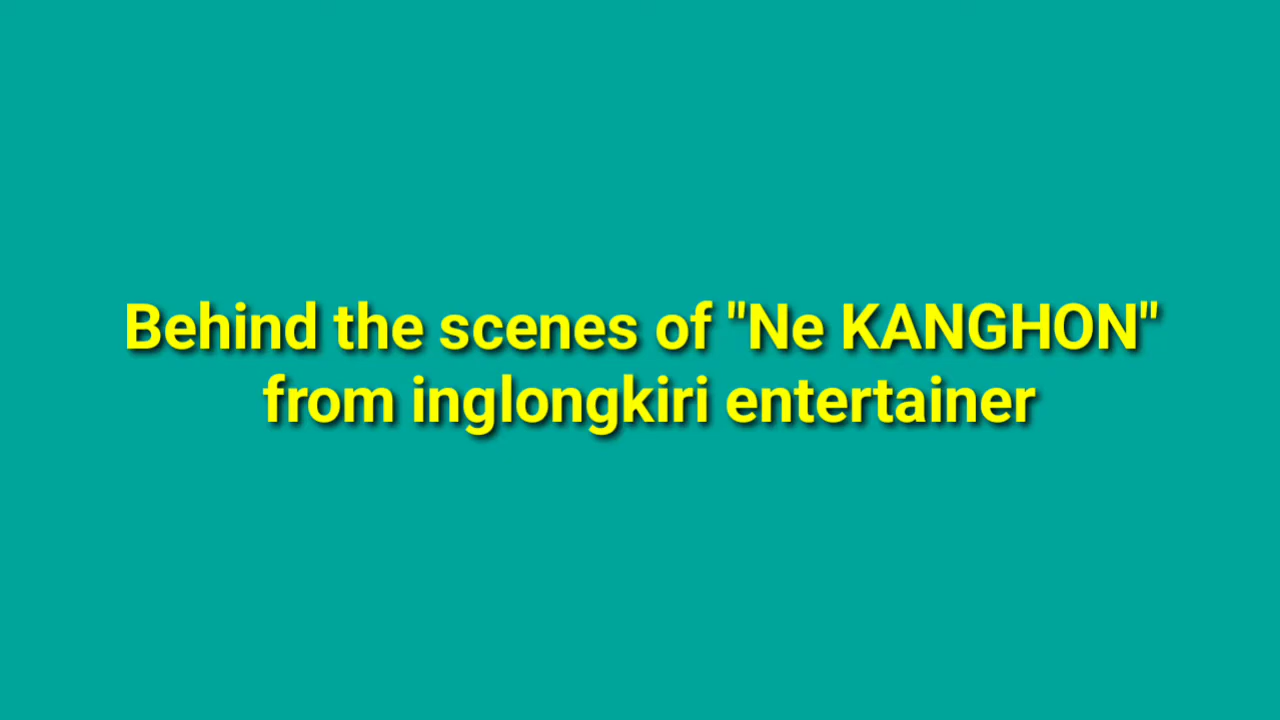 Behind the scenes of "Ne KANGHON"
from inglongkiri entertainer